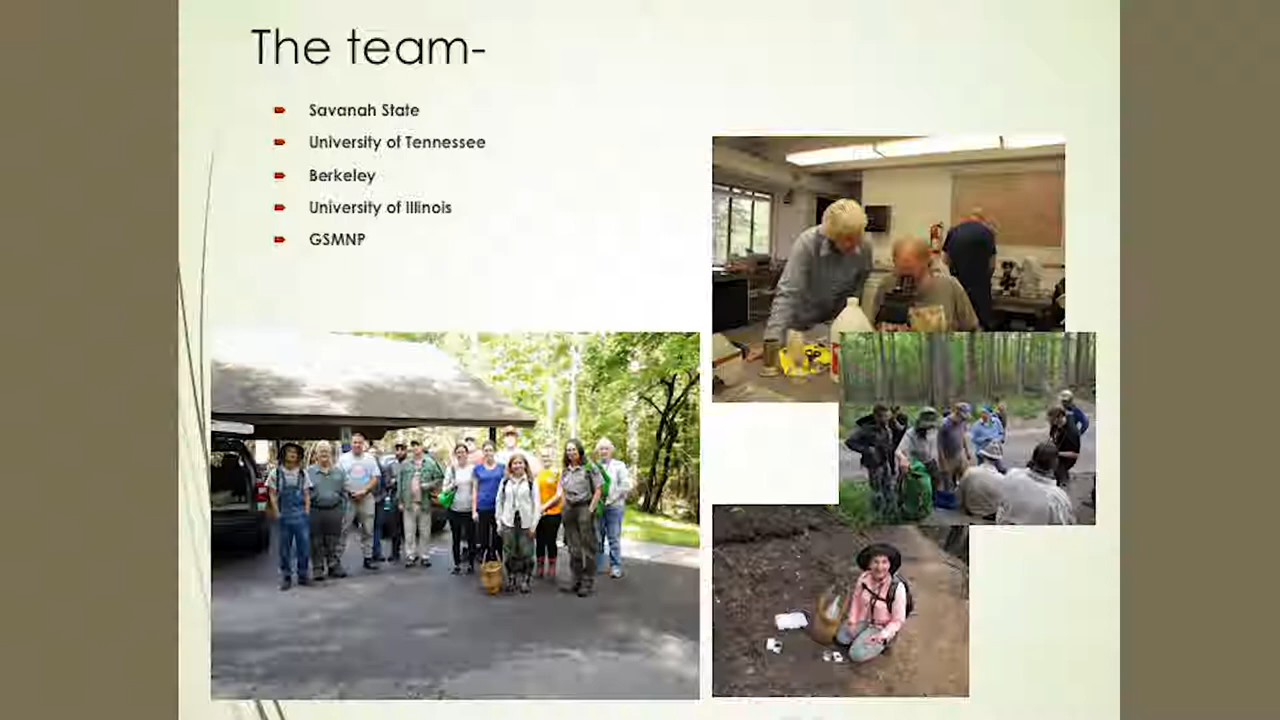 The team-
Savanah State
University of Tennessee
Berkeley
University of Illinois
GSMNP